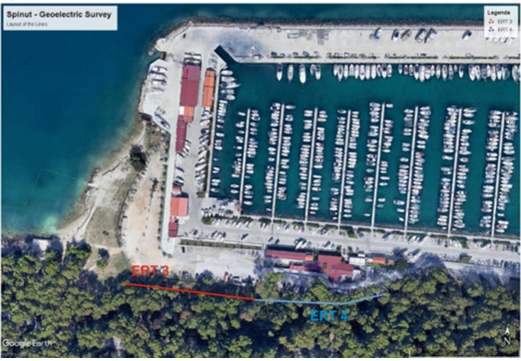 Spinut - Geoelectric Survey
Layout of the Lines
Legenda
ERT 3
ERT 4
ERT 3
ERT 4
Google Earth
N